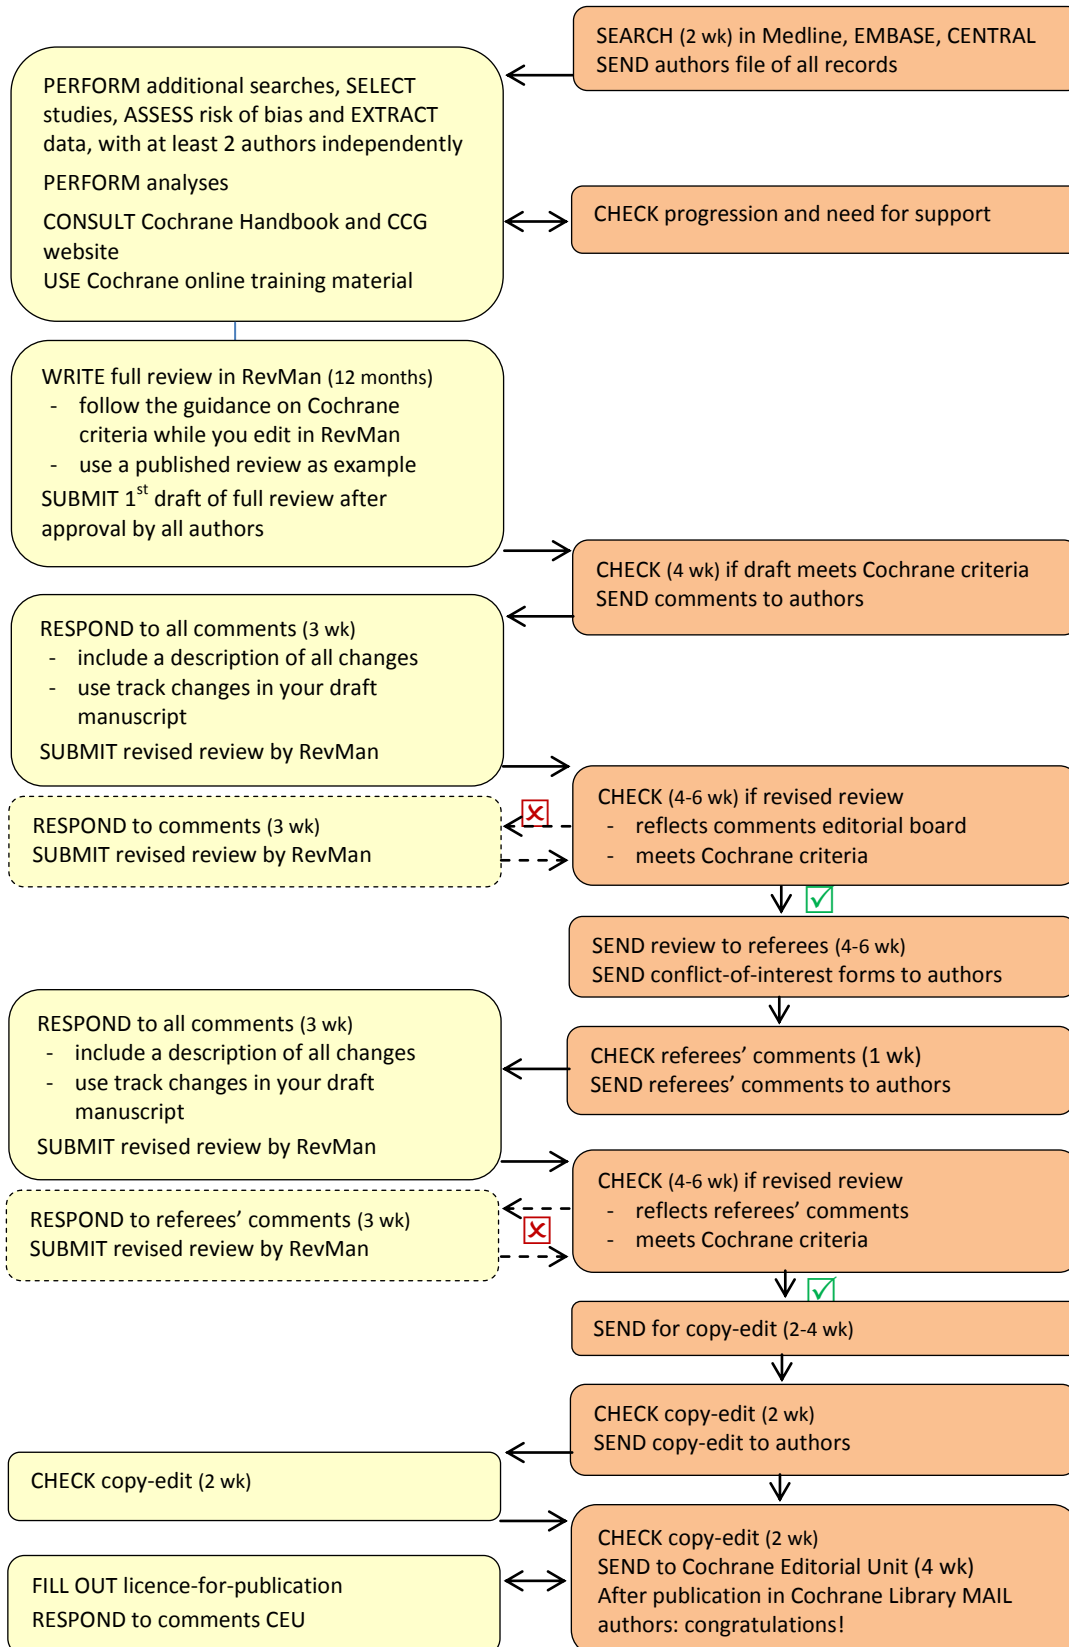 SEARCH (2 wk) in Medline, EMBASE, CENTRAL
SEND authors file of all records
PERFORM additional searches, SELECT
studies, ASSESS risk of bias and EXTRACT
data, with at least 2 authors independently
PERFORM analyses
CONSULT Cochrane Handbook and CCG
website
USE Cochrane online training material
CHECK progression and need for support
WRITE full review in RevMan (12 months)
- follow the guidance on Cochrane
criteria while you edit in RevMan
- use a published review as example
SUBMIT 1st draft of full review after
approval by all authors
CHECK (4 wk) if draft meets Cochrane criteria
SEND comments to authors
RESPOND to all comments (3 wk)
- include a description of all changes
- use track changes in your draft
manuscript
SUBMIT revised review by RevMan
CHECK (4-6 wk) if revised review
- reflects comments editorial board
- meets Cochrane criteria
RESPOND to comments (3 wk)
SUBMIT revised review by RevMan
SEND review to referees (4-6 wk)
SEND conflict-of-interest forms to authors
CHECK referees’ comments (1 wk)
SEND referees’ comments to authors
RESPOND to all comments (3 wk)
- include a description of all changes
- use track changes in your draft
manuscript
SUBMIT revised review by RevMan
CHECK (4-6 wk) if revised review
- reflects referees’ comments
- meets Cochrane criteria
RESPOND to referees’ comments (3 wk)
SUBMIT revised review by RevMan
SEND for copy-edit (2-4 wk)
CHECK copy-edit (2 wk)
SEND copy-edit to authors
CHECK copy-edit (2 wk)
CHECK copy-edit (2 wk)
SEND to Cochrane Editorial Unit (4 wk)
After publication in Cochrane Library MAIL
authors: congratulations!
FILL OUT licence-for-publication
RESPOND to comments CEU